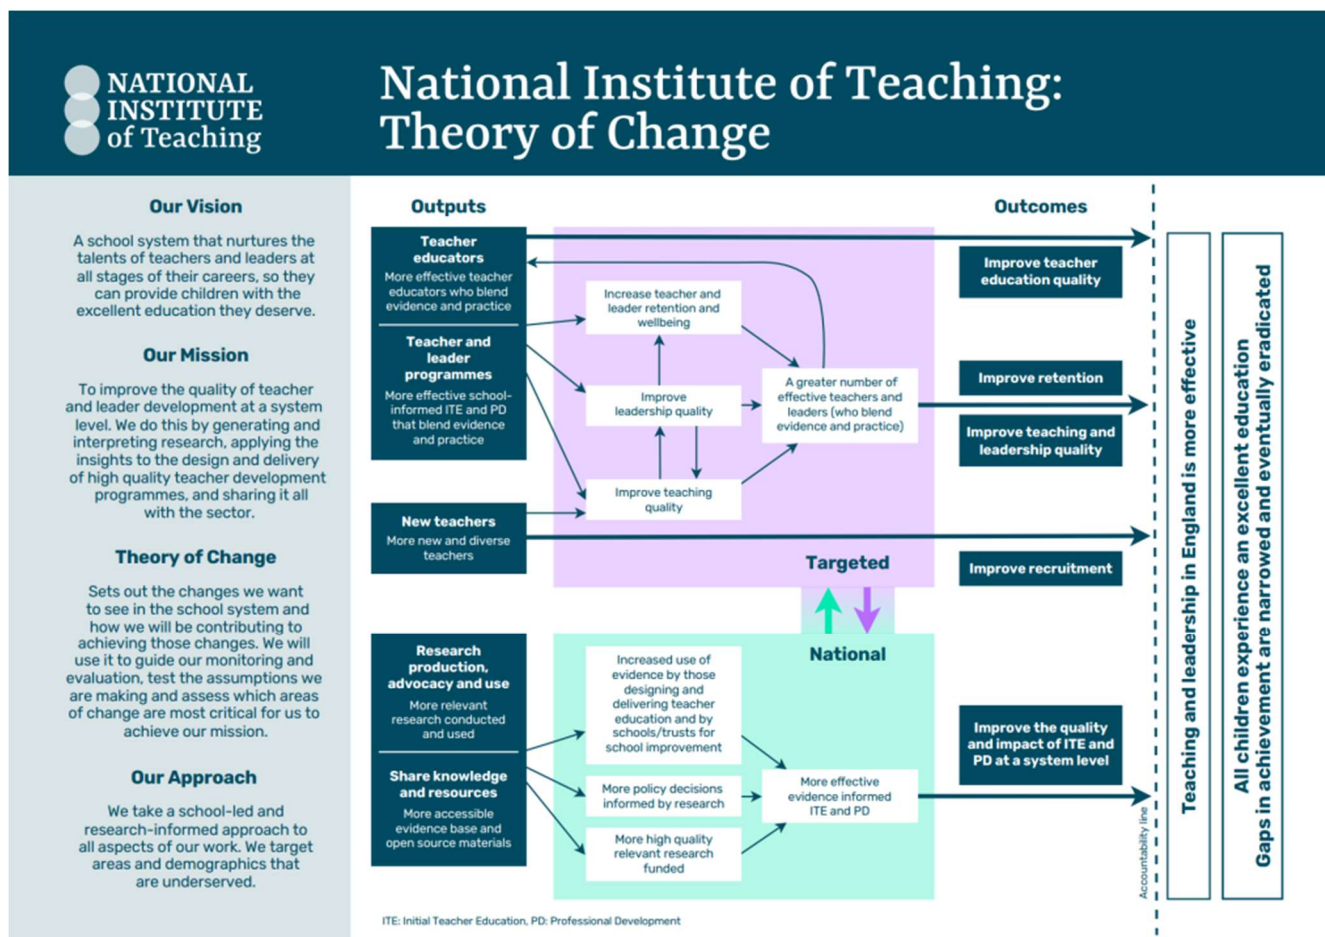 NATIONAL
INSTITUTE
of Teaching
National Institute of Teaching:
Theory of Change
Our Vision
A school system that nurtures the
talents of teachers and leaders at
all stages of their careers, so they
can provide children with the
excellent education they deserve.
Our Mission
To improve the quality of teacher
and leader development at a system
level. We do this by generating and
interpreting research, applying the
insights to the design and delivery
of high quality teacher development
programmes, and sharing it all
with the sector.
Theory of Change
Sets out the changes we want
to see in the school system and
how we will be contributing to
achieving those changes. We will
use it to guide our monitoring and
evaluation, test the assumptions we
are making and assess which areas
of change are most critical for us to
achieve our mission.
Our Approach
We take a school-led and
research-informed approach to
all aspects of our work. We target
areas and demographics that
are underserved.
Outputs
Teacher
educators
More effective teacher
educators who blend
evidence and practice
Teacher and
leader
programmes
More effective school-
informed ITE and PD
that blend evidence
and practice
New teachers
More new and diverse
teachers
Research
production,
advocacy and use
More relevant
research conducted
and used
Share knowledge
and resources
More accessible
evidence base and
open source materials
Increase teacher and
leader retention and
wellbeing
Improve
leadership quality
Improve teaching
quality
A greater number of
effective teachers and
leaders (who blend
evidence and practice)
Targeted
National
Increased use of
evidence by those
designing and
delivering teacher
education and by
schools/trusts for
school improvement
More policy decisions
informed by research
More high quality
relevant research
funded
More effective
evidence informed
ITE and PD
Outcomes
Improve teacher
education quality
Improve retention
Improve teaching and
leadership quality
Improve recruitment
Improve the quality
and impact of ITE and
PD at a system level
Accountability line
Teaching and leadership in England is more effective
All children experience an excellent education
Gaps in achievement are narrowed and eventually eradicated
ITE: Initial Teacher Education, PD: Professional Development